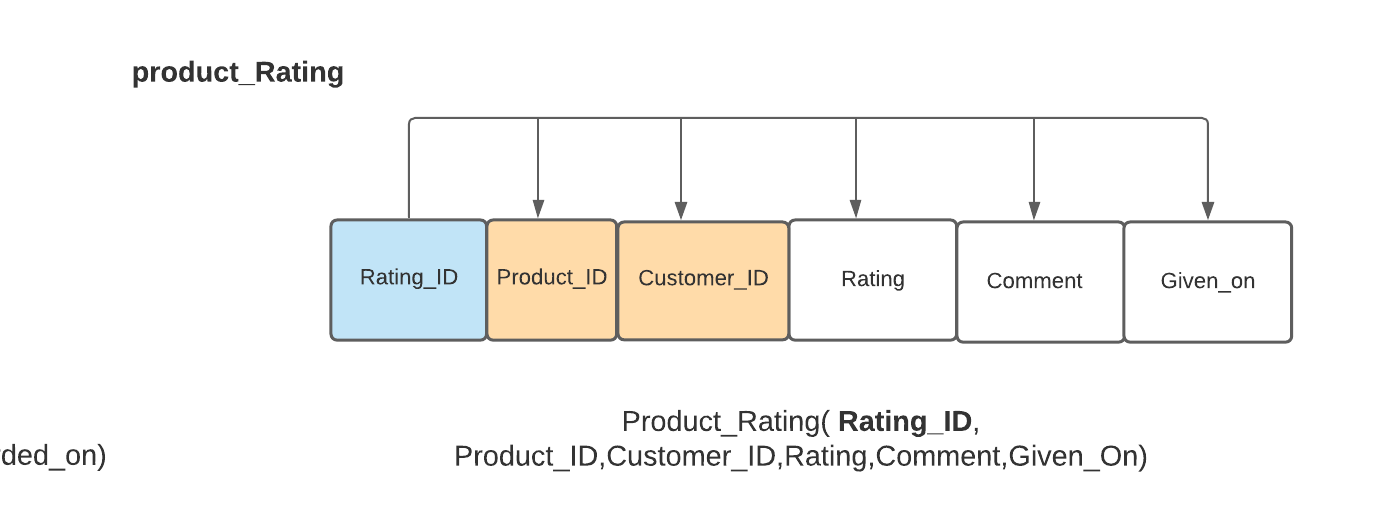 product_Rating
Rating_ID Product_ID Customer_ID Rating Comment Given_on
Product_Rating( Rating_ID,
ded_on) Product_ID,Customer_ID,Rating,Comment,Given_On)